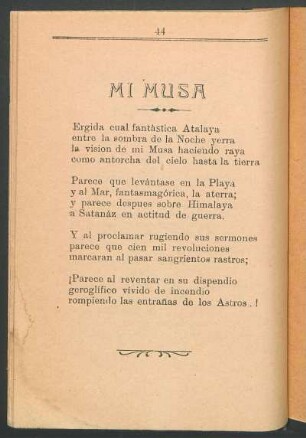 44
MI MUSA
Ergida cual fantástica Atalaya
entre la sombra de la Noche yerra
la vision de mi Musa haciendo raya
como antorcha del cielo hasta la tierra
Parece que levántase en la Playa
y al Mar, fantasmagórica, la aterra;
y parece despues sobre Himalaya
a Satanáz en actitud de guerra.
Y al proclamar rugiendo sus sermones
parece que cien mil revoluciones
marcaran al pasar sangrientos rastros;
¡Parece al reventar en su dispendio
geroglífico vívido de incendio
rompiendo las entrañas de los Astros..!